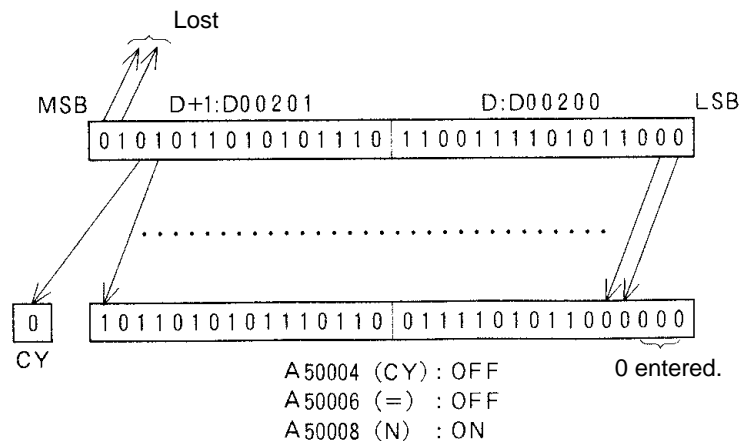 Lost
MSB D+1:D00201 D:D00200 LSB
0101011010101110 1100111101011000
0 1011010101110110 0111101011000000
CY
A50004 (CY) : OFF 0 entered.
A50006 (=) : OFF
A50008 (N) : ON